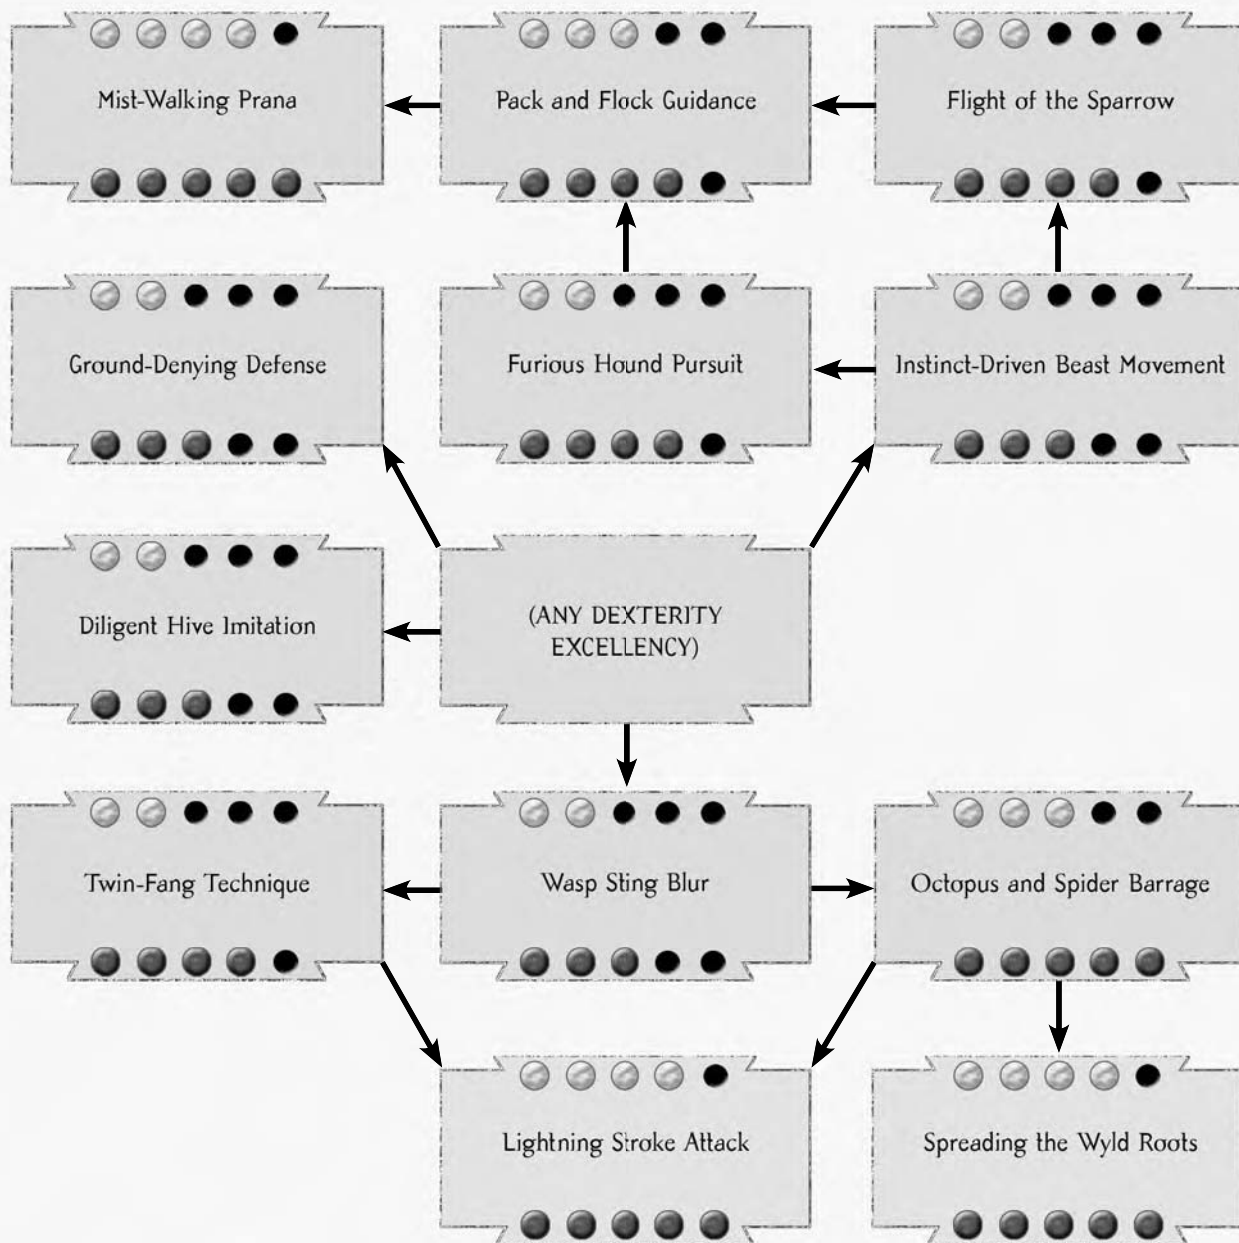 Mist-Walking Prana
Pack and Flock Guidance
Flight of the Sparrow
Ground-Denying Defense
Furious Hound Pursuit
Instinct-Driven Beast Movement
Diligent Hive Imitation
(ANY DEXTERITY
EXCELLENCY)
Twin-Fang Technique
Wasp Sting Blur
Octopus and Spider Barrage
Lightning Stroke Attack
Spreading the Wyld Roots